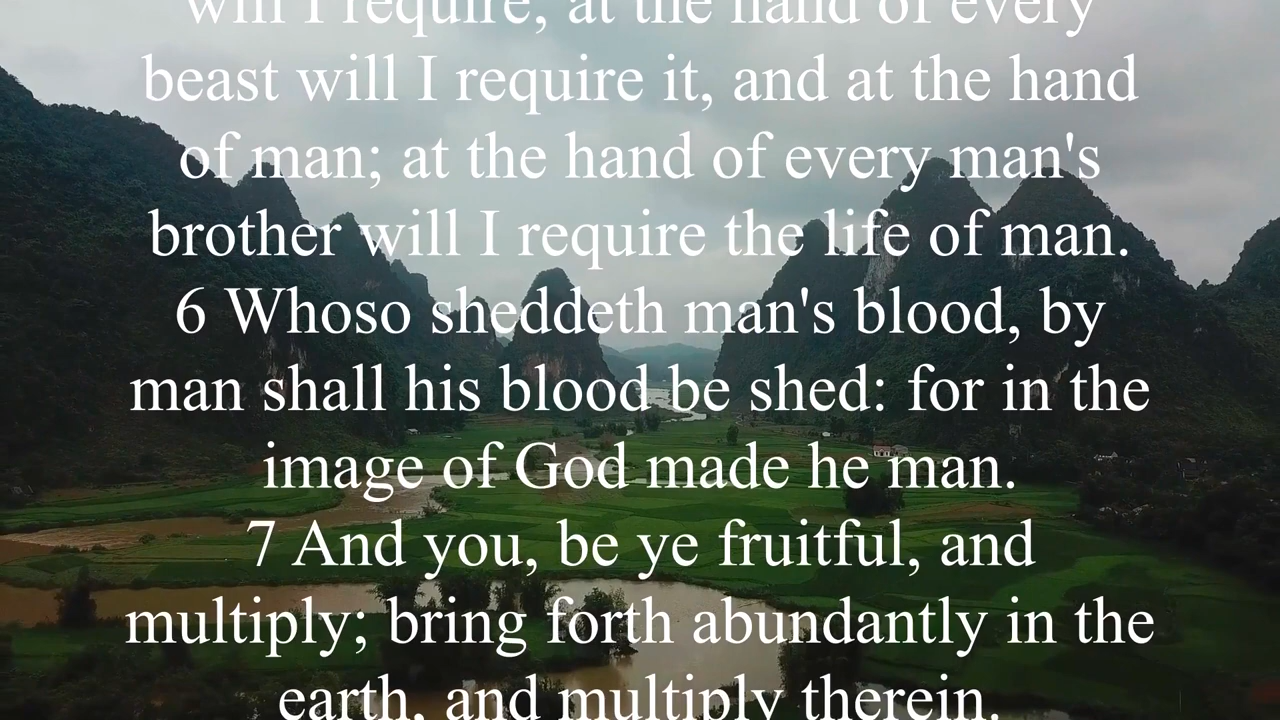 will I require, at the hand of every
beast will I require it, and at the hand
of man; at the hand of every man's
brother will I require the life of man.
6 Whoso sheddeth man's blood, by
man shall his blood be shed: for in the
image of God made he man.
7 And you, be ye fruitful, and
multiply; bring forth abundantly in the
earth, and multiply therein.